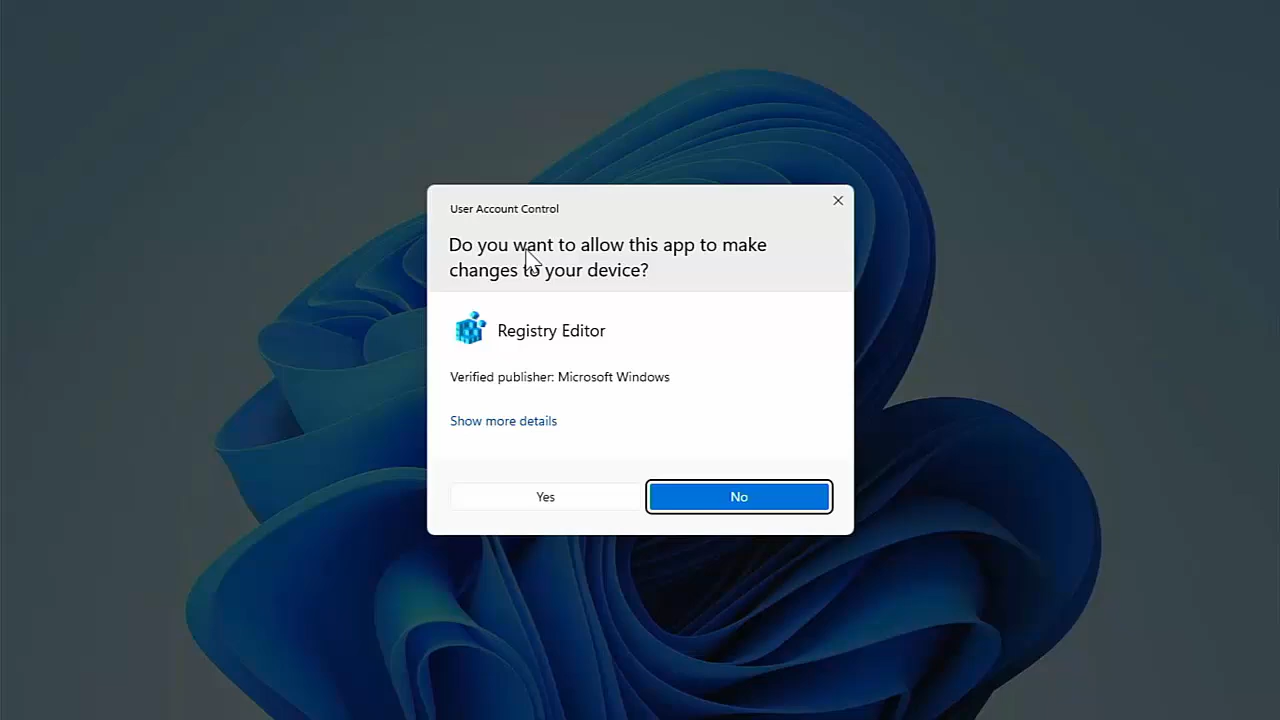 User Account Control
Do you want to allow this app to make
changes to your device?
Registry Editor
Verified publisher: Microsoft Windows
Show more details
Yes
No